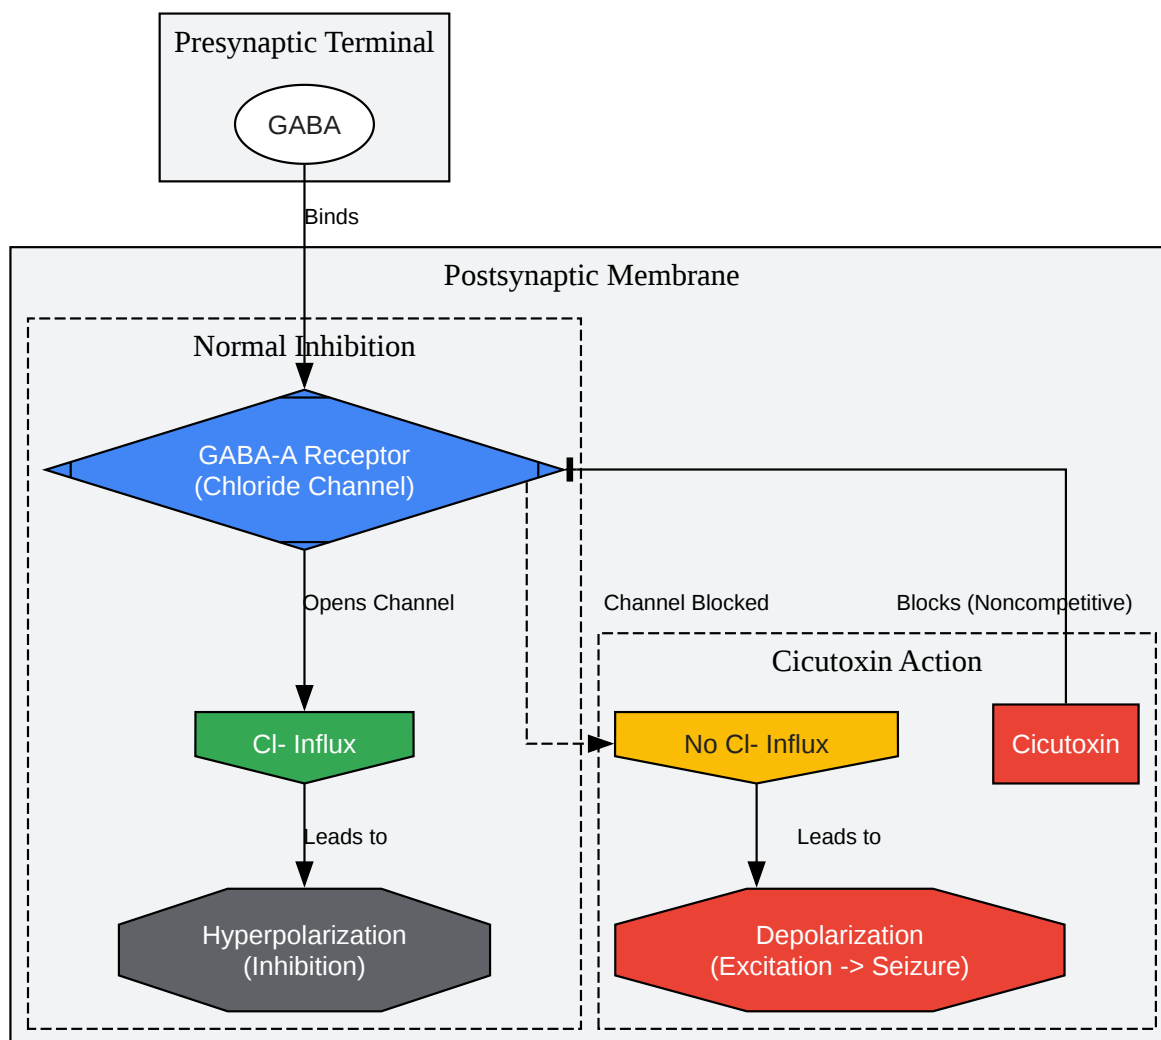 Presynaptic Terminal
GABA
Binds
Postsynaptic Membrane
Normal Inhibition
GABA-A Receptor
(Chloride Channel)
Opens Channel
Channel Blocked
Blocks (Noncompetitive)
Cicutoxin Action
Cl- Influx
No Cl- Influx
Cicutoxin
Leads to
Leads to
Hyperpolarization
(Inhibition)
Depolarization
(Excitation -> Seizure)